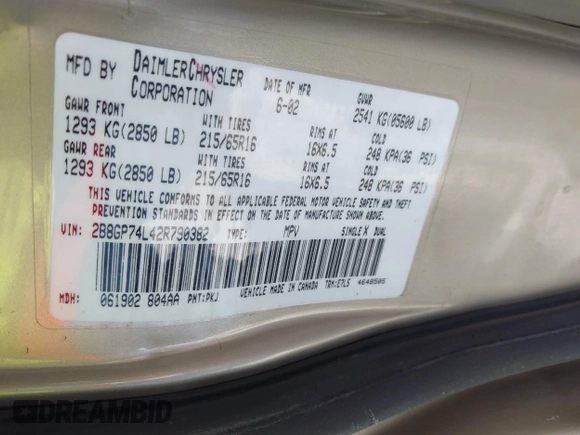 MFD BY DAIMLERCHRYSLER CORPORATION DATE OF MFR 6-02 GVWR 2541 KG(05600 LB)
GAWR FRONT WITH TIRES RIMS AT COLD
1293 KG(2850 LB) 215/65R16 16X6.5 248 KPA(36 PSI)
GAWR REAR WITH TIRES RIMS AT COLD
1293 KG(2850 LB) 215/65R16 16X6.5 248 KPA(36 PSI)
THIS VEHICLE CONFORMS TO ALL APPLICABLE FEDERAL MOTOR VEHICLE SAFETY AND THEFT
PREVENTION STANDARDS IN EFFECT ON THE DATE OF MANUFACTURE SHOWN ABOVE.
VIN: 2B8GP74L42R790382 TYPE: MPV SINGLE X DUAL
MDH: 061902 804AA PNT:PKJ VEHICLE MADE IN CANADA TRM:E7L5 4648505
DREAMBID